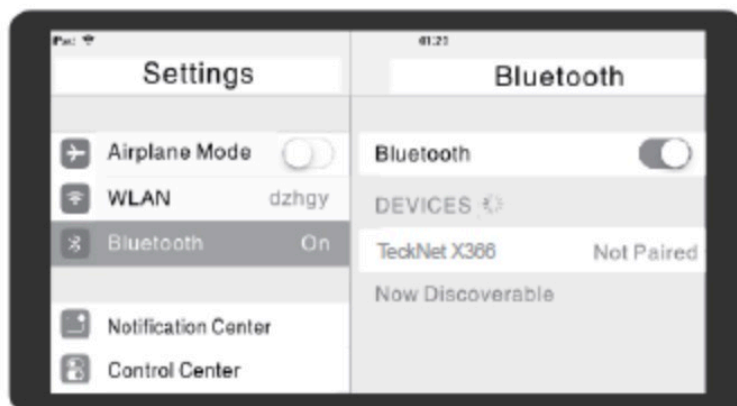 iPad 01:21
Settings
Airplane Mode
WLAN dzhgy
Bluetooth On
Notification Center
Control Center
Bluetooth
Bluetooth
DEVICES
TeckNet X366 Not Paired
Now Discoverable